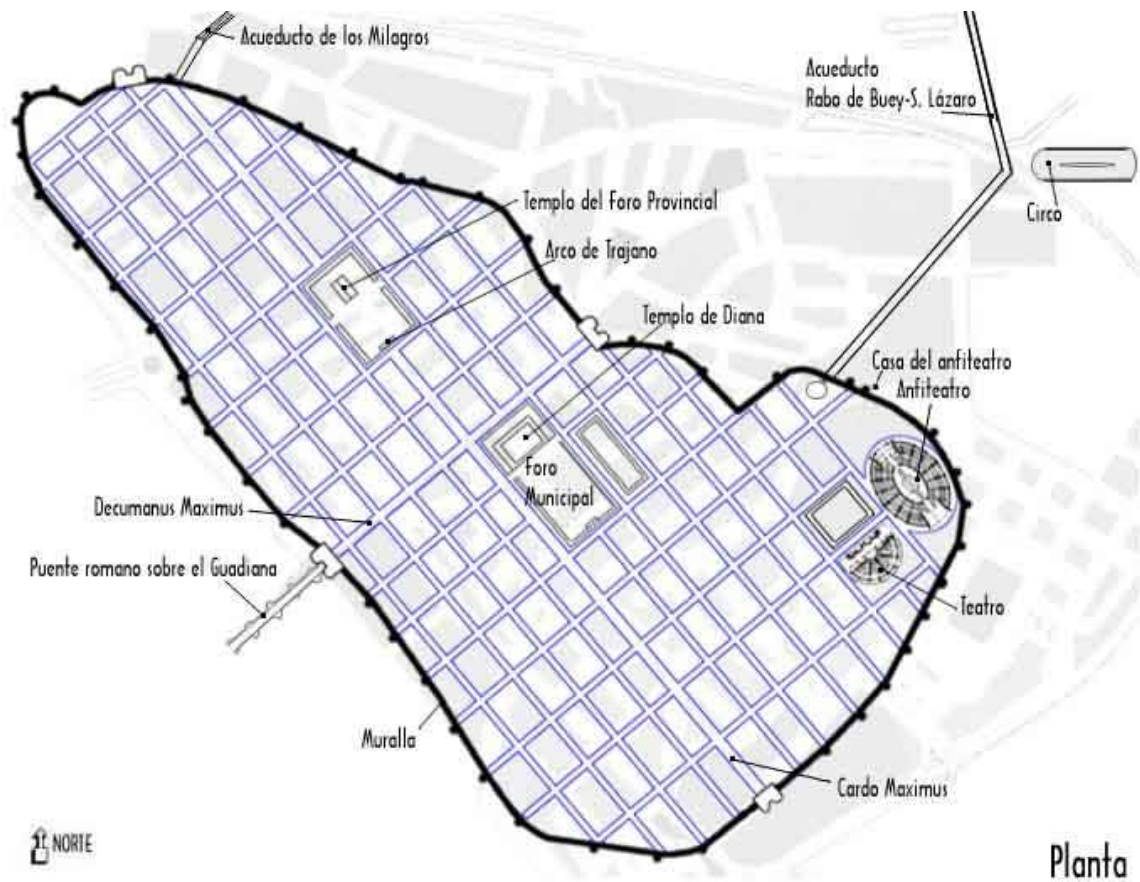 Acueducto de los Milagros
Acueducto
Rabo de Buey-S. Lázaro
Circo
Templo del Foro Provincial
Arco de Trajano
Templo de Diana
Casa del anfiteatro
Anfiteatro
Foro
Municipal
Decumanus Maximus
Puente romano sobre el Guadiana
Teatro
Muralla
Cardo Maximus
NORTE
Planta